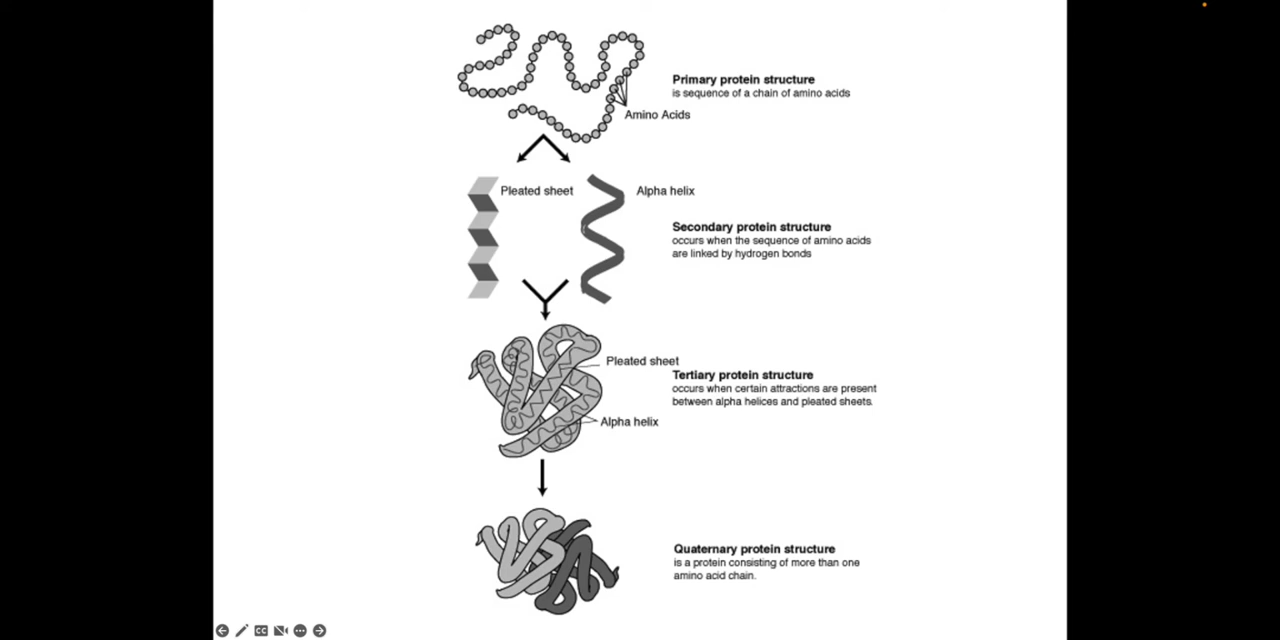 Primary protein structure
is sequence of a chain of amino acids
Amino Acids
Pleated sheet
Alpha helix
Secondary protein structure
occurs when the sequence of amino acids
are linked by hydrogen bonds
Pleated sheet
Tertiary protein structure
occurs when certain attractions are present
between alpha helices and pleated sheets.
Alpha helix
Quaternary protein structure
is a protein consisting of more than one
amino acid chain.
CC